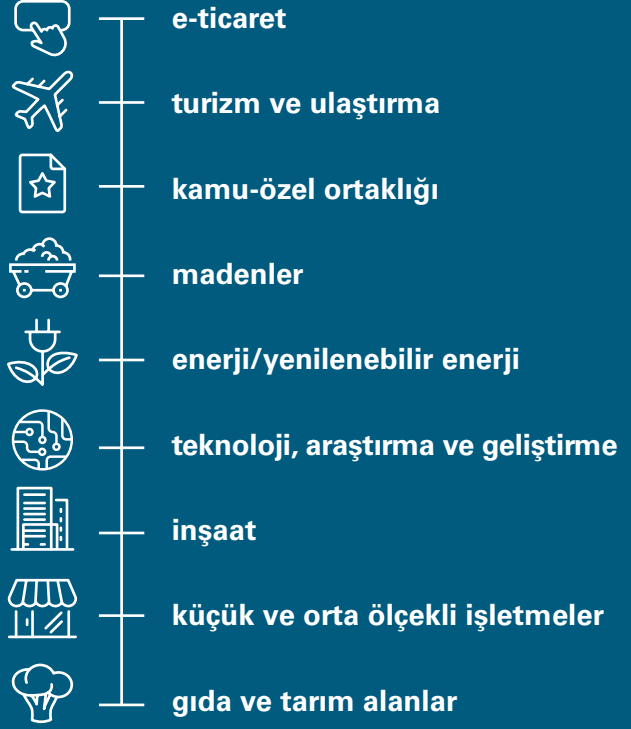 e-ticaret
turizm ve ulaştırma
kamu-özel ortaklığı
madenler
enerji/yenilenebilir enerji
teknoloji, araştırma ve geliştirme
inşaat
küçük ve orta ölçekli işletmeler
gıda ve tarım alanlar